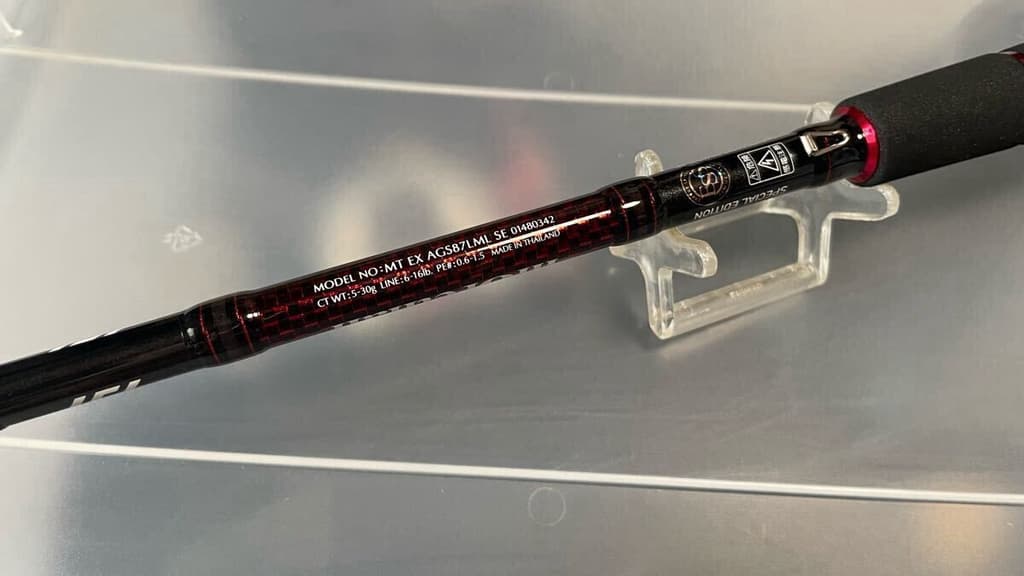 MODEL NO:MT EX AGS87LML SE 01480342
CT WT:5-30g LINE:6-16lb. PE#:0.6-1.5 MADE IN THAILAND
SPECIAL EDITION